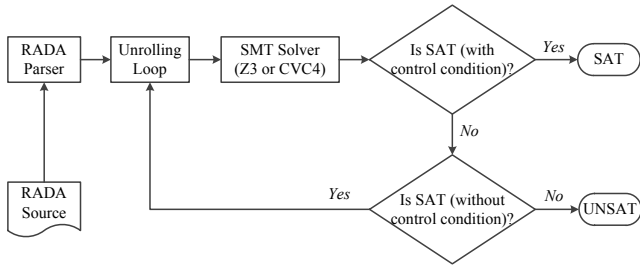 RADA
Parser
Unrolling
Loop
SMT Solver
(Z3 or CVC4)
Is SAT (with
control condition)?
Yes
SAT
No
RADA
Source
Yes
Is SAT (without
control condition)?
No
UNSAT